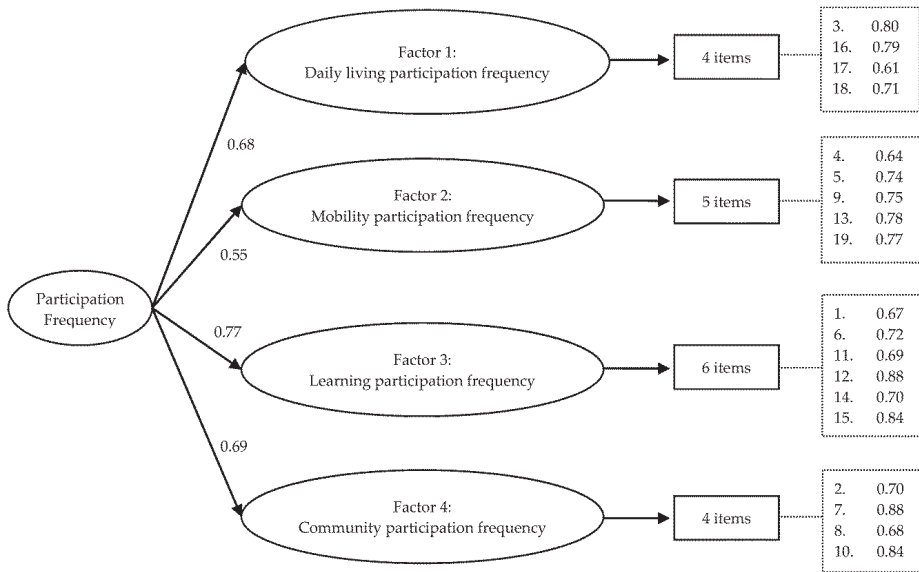 Factor 1:
Daily living participation frequency
4 items
3. 0.80
16. 0.79
17. 0.61
18. 0.71
0.68
Factor 2:
Mobility participation frequency
5 items
4. 0.64
5. 0.74
9. 0.75
13. 0.78
19. 0.77
0.55
Participation
Frequency
0.77
Factor 3:
Learning participation frequency
6 items
1. 0.67
6. 0.72
11. 0.69
12. 0.88
14. 0.70
15. 0.84
0.69
Factor 4:
Community participation frequency
4 items
2. 0.70
7. 0.88
8. 0.68
10. 0.84